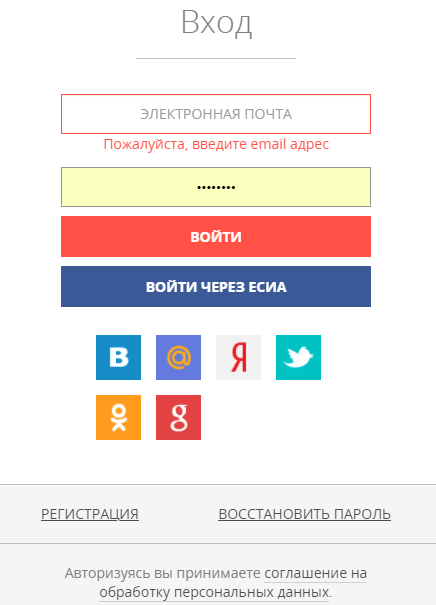 Вход
ЭЛЕКТРОННАЯ ПОЧТА
Пожалуйста, введите email адрес
••••••••
ВОЙТИ
ВОЙТИ ЧЕРЕЗ ЕСИА
В @ Я
g
РЕГИСТРАЦИЯ ВОССТАНОВИТЬ ПАРОЛЬ
Авторизуясь вы принимаете соглашение на
обработку персональных данных.